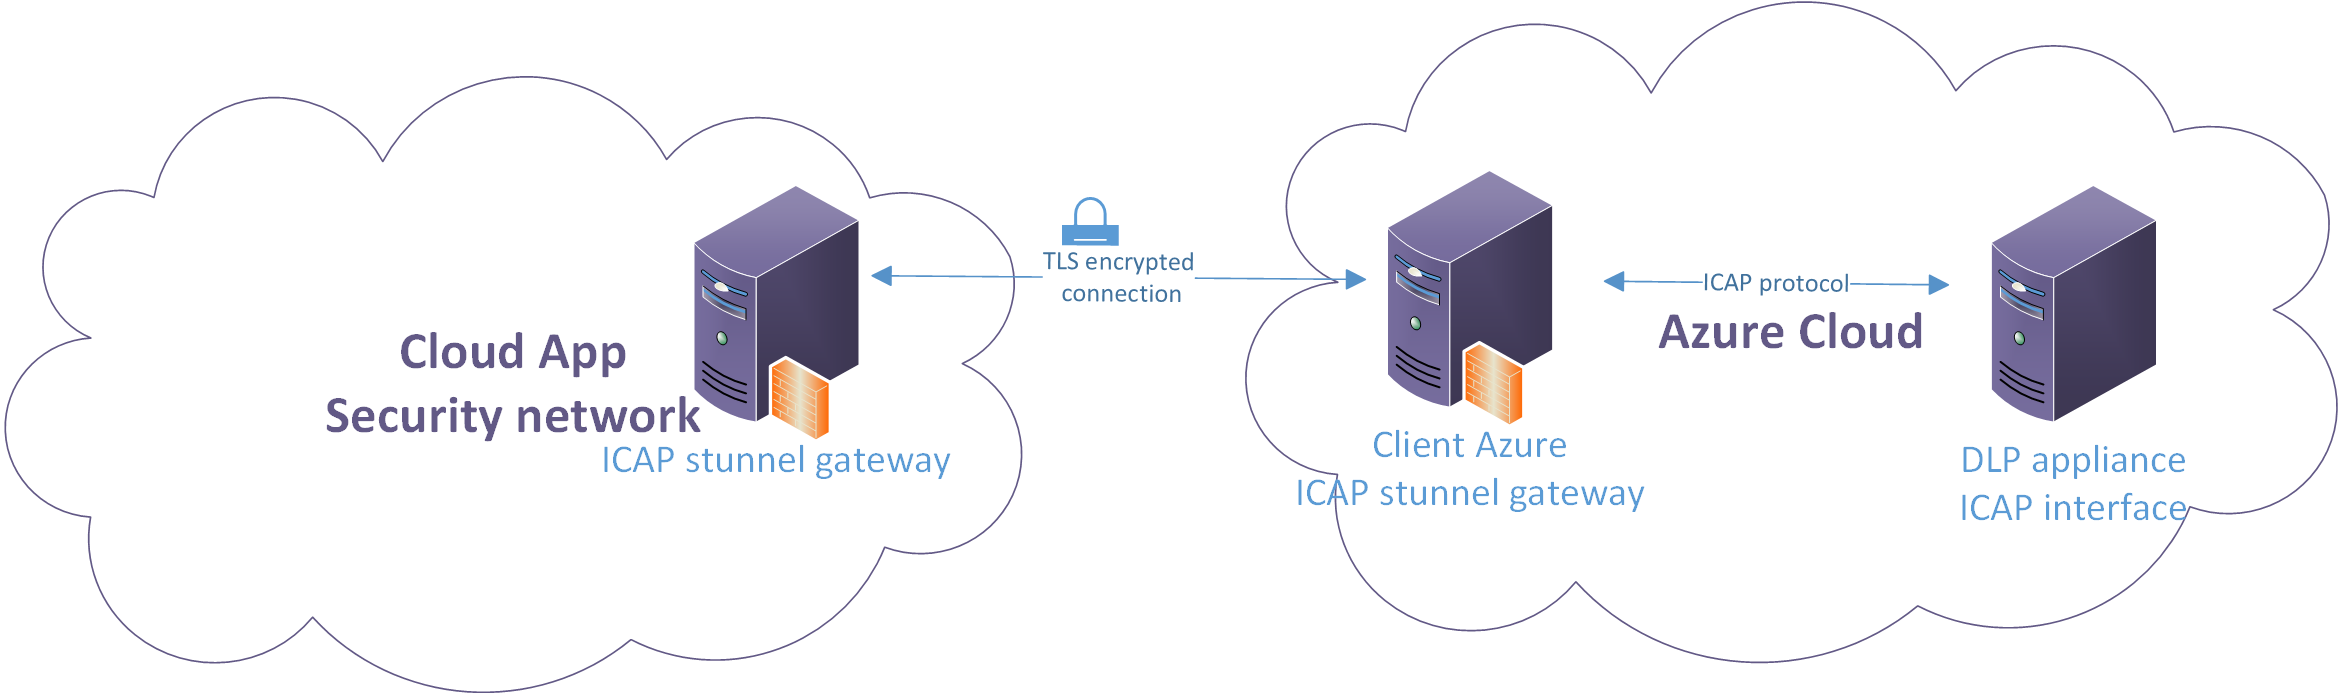 Cloud App
Security network
ICAP stunnel gateway
TLS encrypted
connection
Client Azure
ICAP stunnel gateway
ICAP protocol
Azure Cloud
DLP appliance
ICAP interface